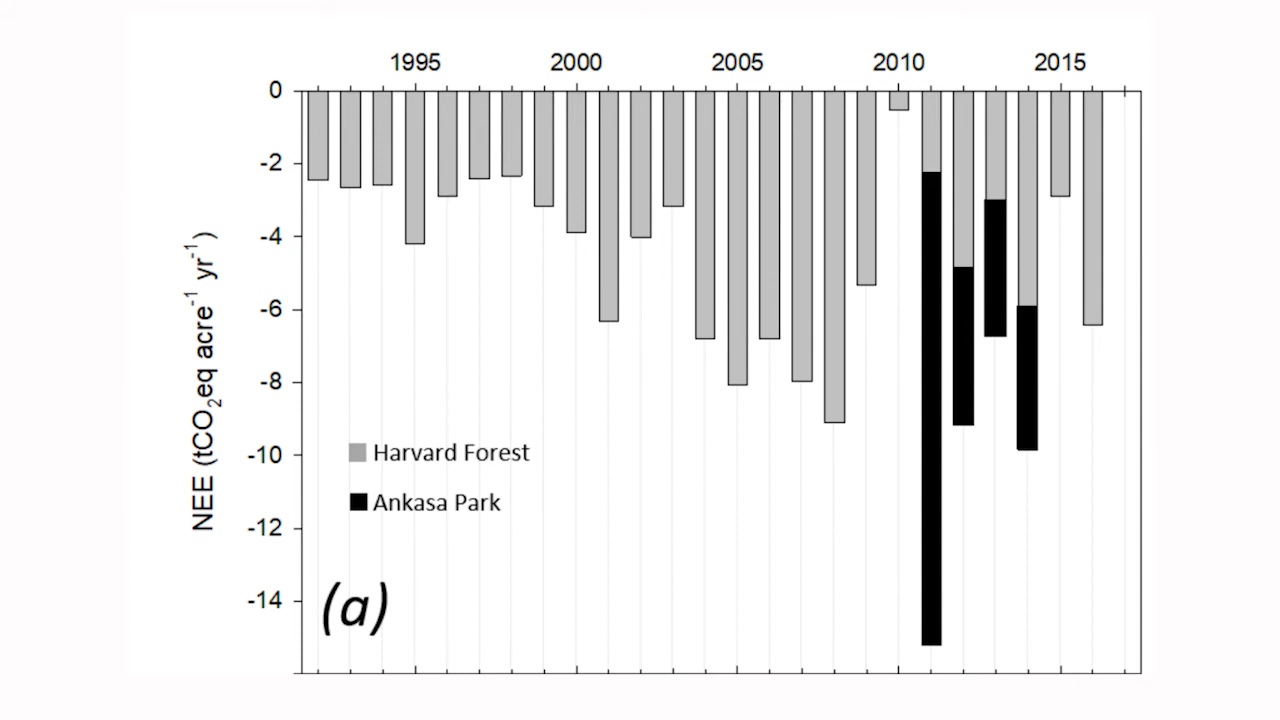 1995 2000 2005 2010 2015
0
-2
-4
-6
-8
-10
-12
-14
NEE (tCO₂eq acre⁻¹ yr⁻¹)
Harvard Forest
Ankasa Park
(a)